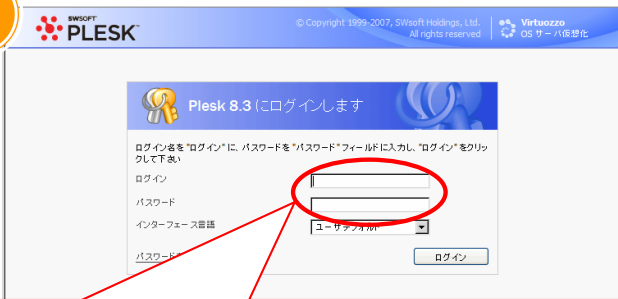 SWSOFT
PLESK
© Copyright 1999-2007, SWsoft Holdings, Ltd.
All rights reserved
Virtuozzo
OS サーバ仮想化
Plesk 8.3 にログインします
ログイン名を "ログイン" に、パスワードを "パスワード" フィールドに入力し、"ログイン" をクリッ
クして下さい
ログイン
パスワード
インターフェース言語
ユーザデフォルト
パスワード
ログイン